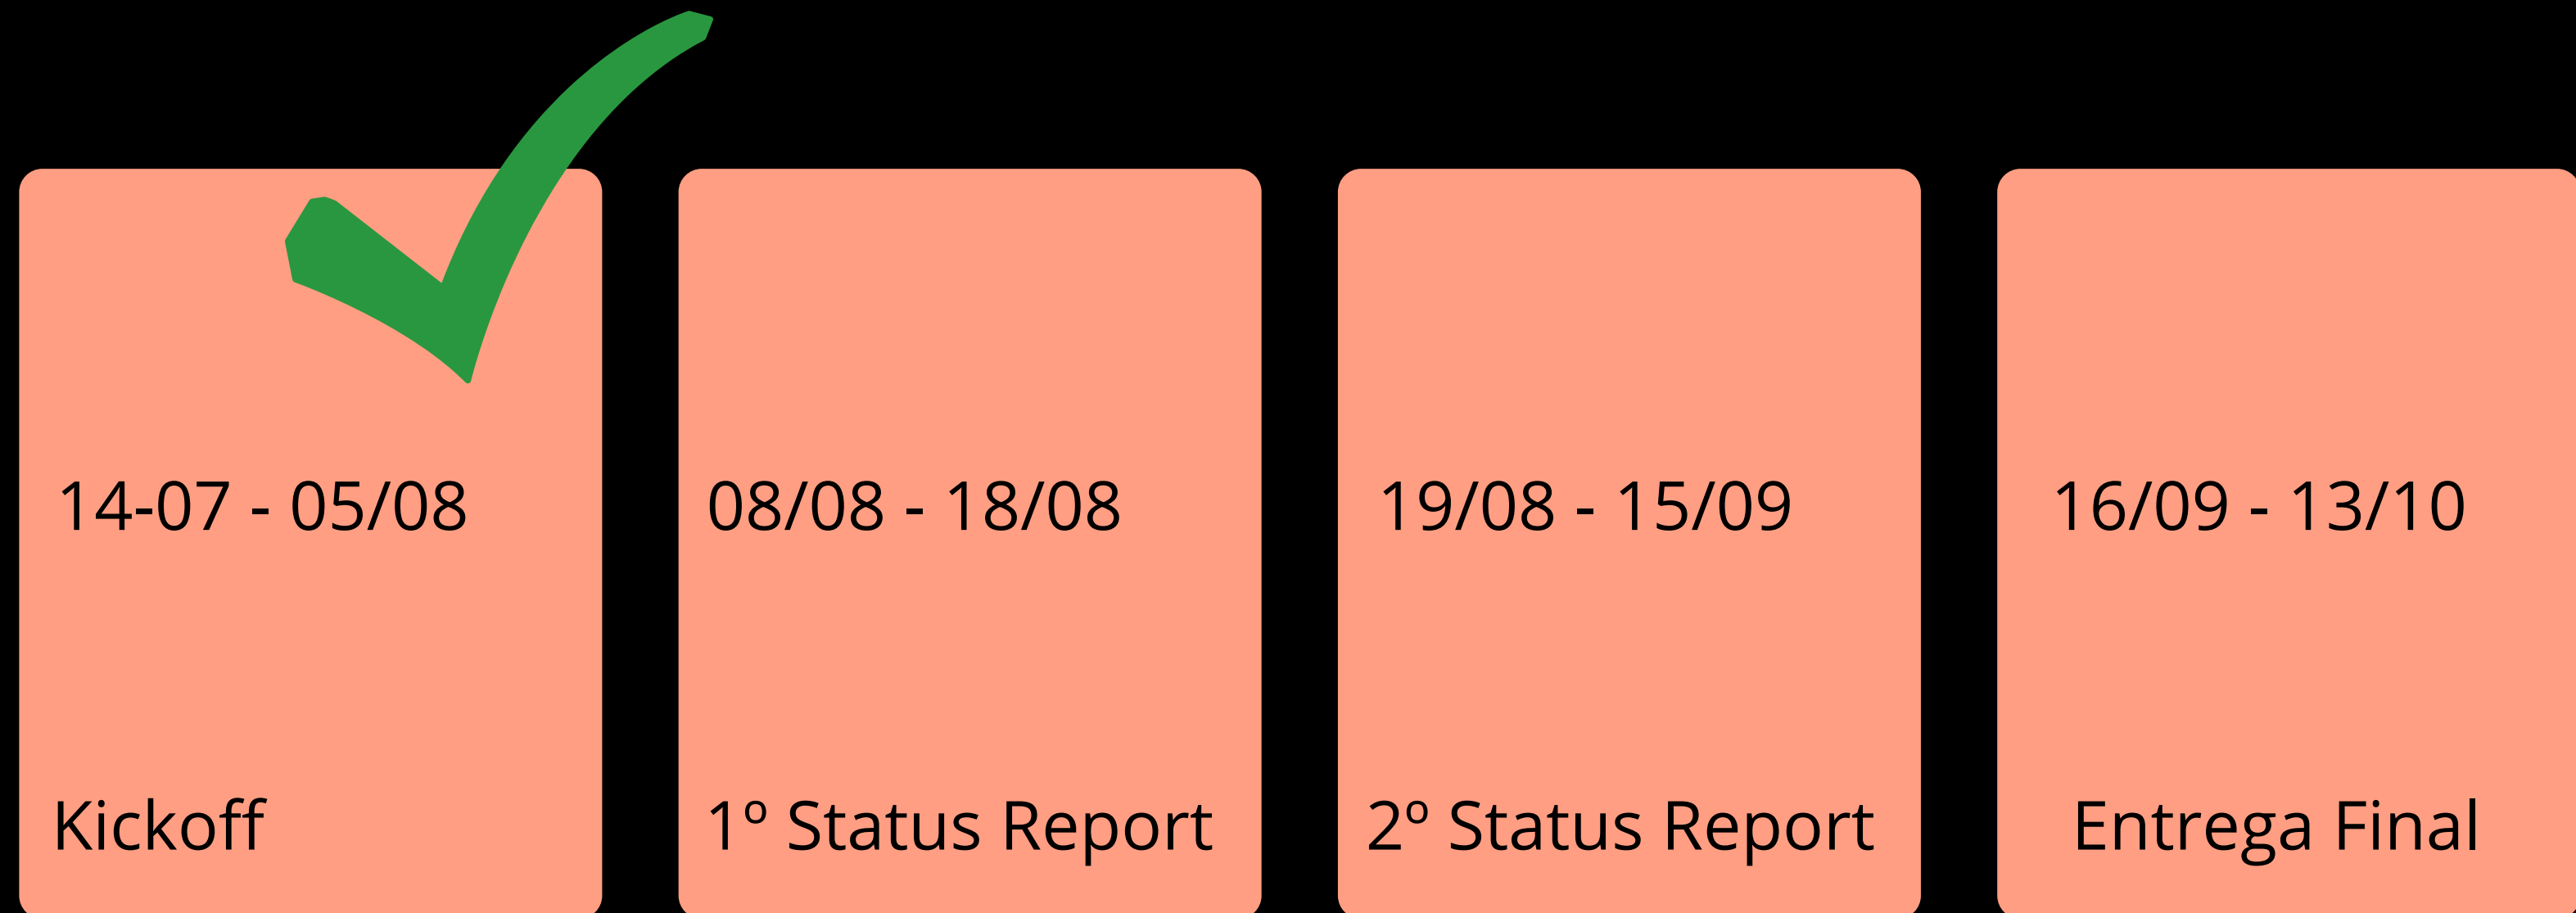 14-07 - 05/08
Kickoff
08/08 - 18/08
1º Status Report
19/08 - 15/09
2º Status Report
16/09 - 13/10
Entrega Final